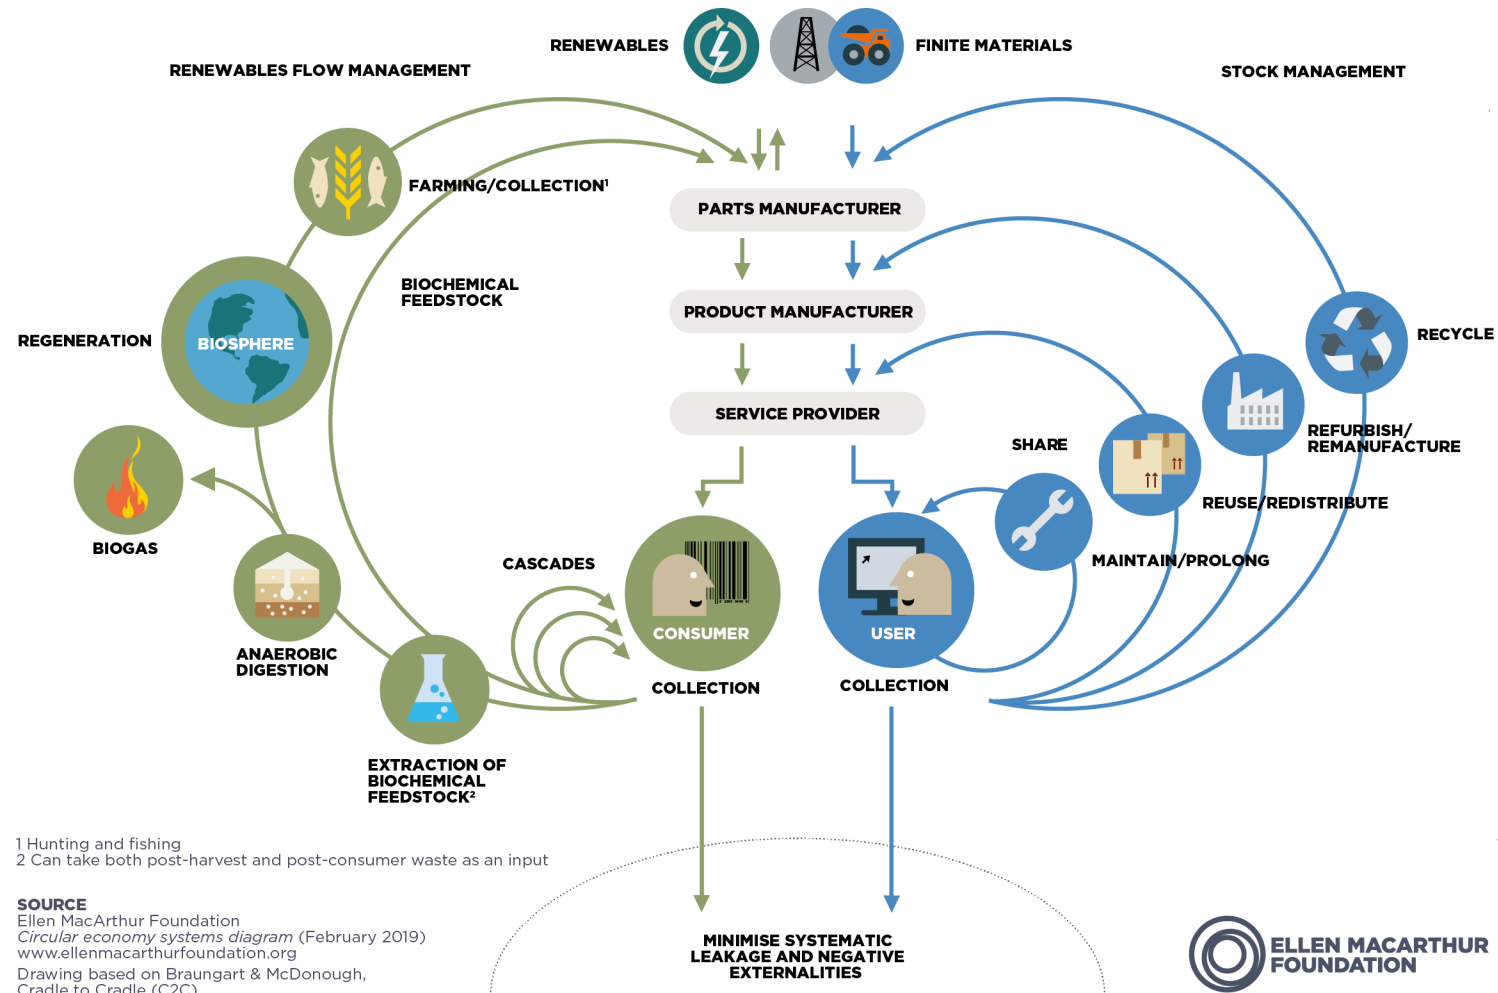 RENEWABLES
FINITE MATERIALS
RENEWABLES FLOW MANAGEMENT
STOCK MANAGEMENT
FARMING/COLLECTION¹
PARTS MANUFACTURER
BIOCHEMICAL
FEEDSTOCK
PRODUCT MANUFACTURER
REGENERATION
BIOSPHERE
RECYCLE
SERVICE PROVIDER
SHARE
REFURBISH/
REMANUFACTURE
REUSE/REDISTRIBUTE
BIOGAS
CASCADES
MAINTAIN/PROLONG
CONSUMER
USER
ANAEROBIC
DIGESTION
COLLECTION
COLLECTION
EXTRACTION OF
BIOCHEMICAL
FEEDSTOCK²
1 Hunting and fishing
2 Can take both post-harvest and post-consumer waste as an input
SOURCE
Ellen MacArthur Foundation
Circular economy systems diagram (February 2019)
www.ellenmacarthurfoundation.org
Drawing based on Braungart & McDonough,
Cradle to Cradle (C2C)
MINIMISE SYSTEMATIC
LEAKAGE AND NEGATIVE
EXTERNALITIES
ELLEN MACARTHUR
FOUNDATION